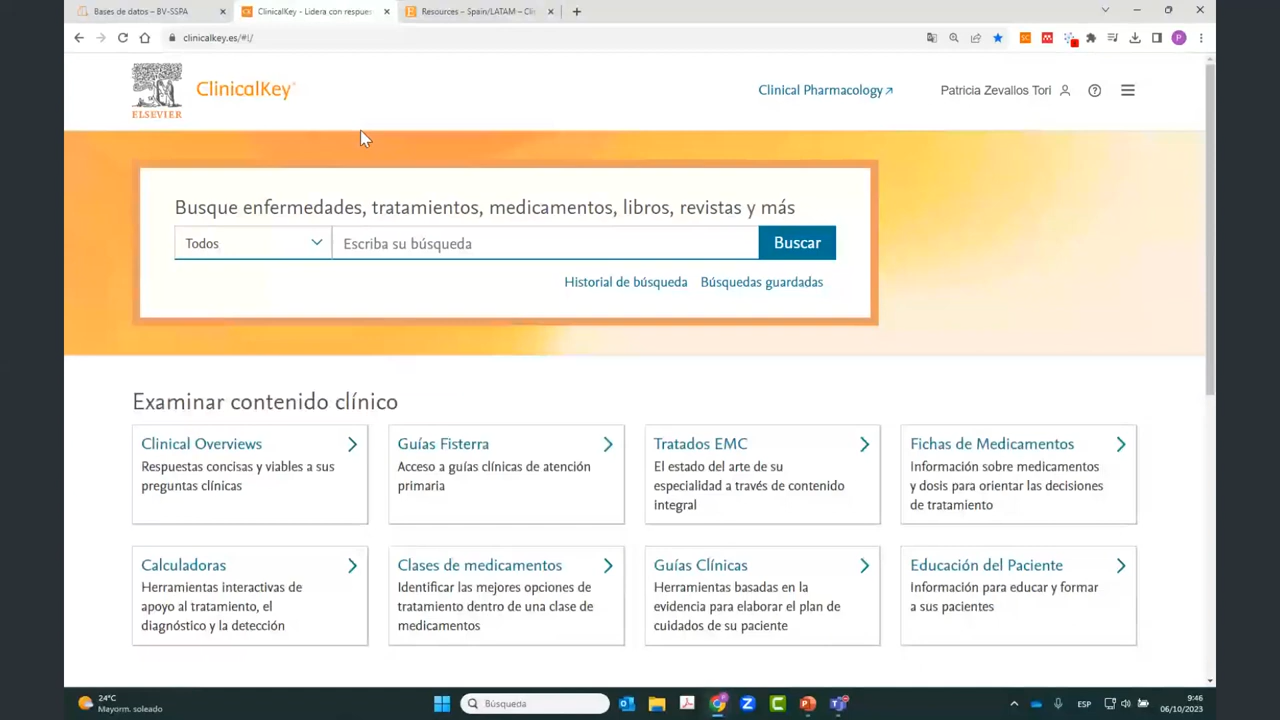 Bases de datos – BV-SSPA
ClinicalKey - Lidera con respues
Resources – Spain/LATAM – Cli
clinicalkey.es/#!/
ELSEVIER
ClinicalKey
Clinical Pharmacology
Patricia Zevallos Tori
Busque enfermedades, tratamientos, medicamentos, libros, revistas y más
Todos
Escriba su búsqueda
Buscar
Historial de búsqueda
Búsquedas guardadas
Examinar contenido clínico
Clinical Overviews
Respuestas concisas y viables a sus
preguntas clínicas
Guías Fisterra
Acceso a guías clínicas de atención
primaria
Tratados EMC
El estado del arte de su
especialidad a través de contenido
integral
Fichas de Medicamentos
Información sobre medicamentos
y dosis para orientar las decisiones
de tratamiento
Calculadoras
Herramientas interactivas de
apoyo al tratamiento, el
diagnóstico y la detección
Clases de medicamentos
Identificar las mejores opciones de
tratamiento dentro de una clase de
medicamentos
Guías Clínicas
Herramientas basadas en la
evidencia para elaborar el plan de
cuidados de su paciente
Educación del Paciente
Información para educar y formar
a sus pacientes
24°C
Mayorm. soleado
Búsqueda
ESP
9:46
06/10/2023